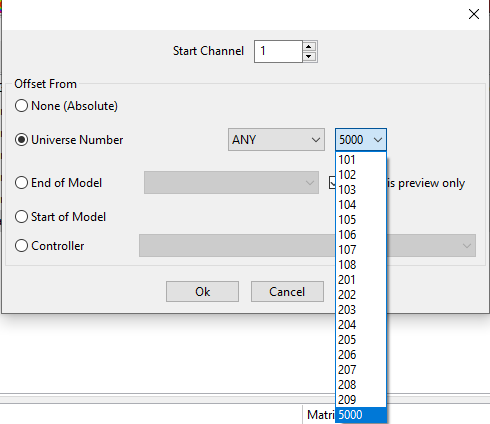 Start Channel 1
Offset From
None (Absolute)
Universe Number ANY 5000
101
102
End of Model is preview only
103
104
105
Start of Model
106
107
Controller
108
201
202
Ok Cancel
203
204
205
206
207
208
209
Matri 5000